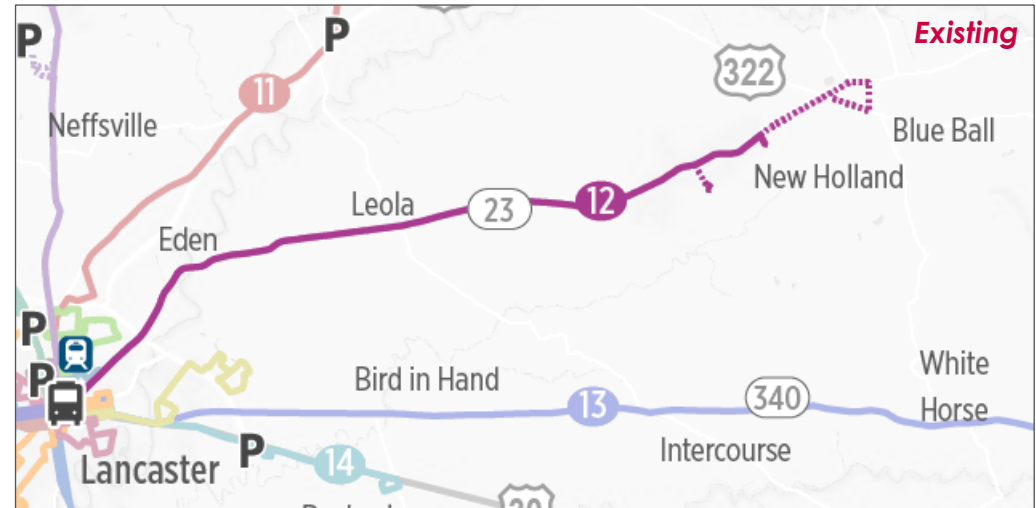 Existing
P
P
322
11
Neffsville
Blue Ball
New Holland
12
23
Leola
Eden
P
P
Bird in Hand
13
340
White
Horse
Intercourse
P
14
Lancaster